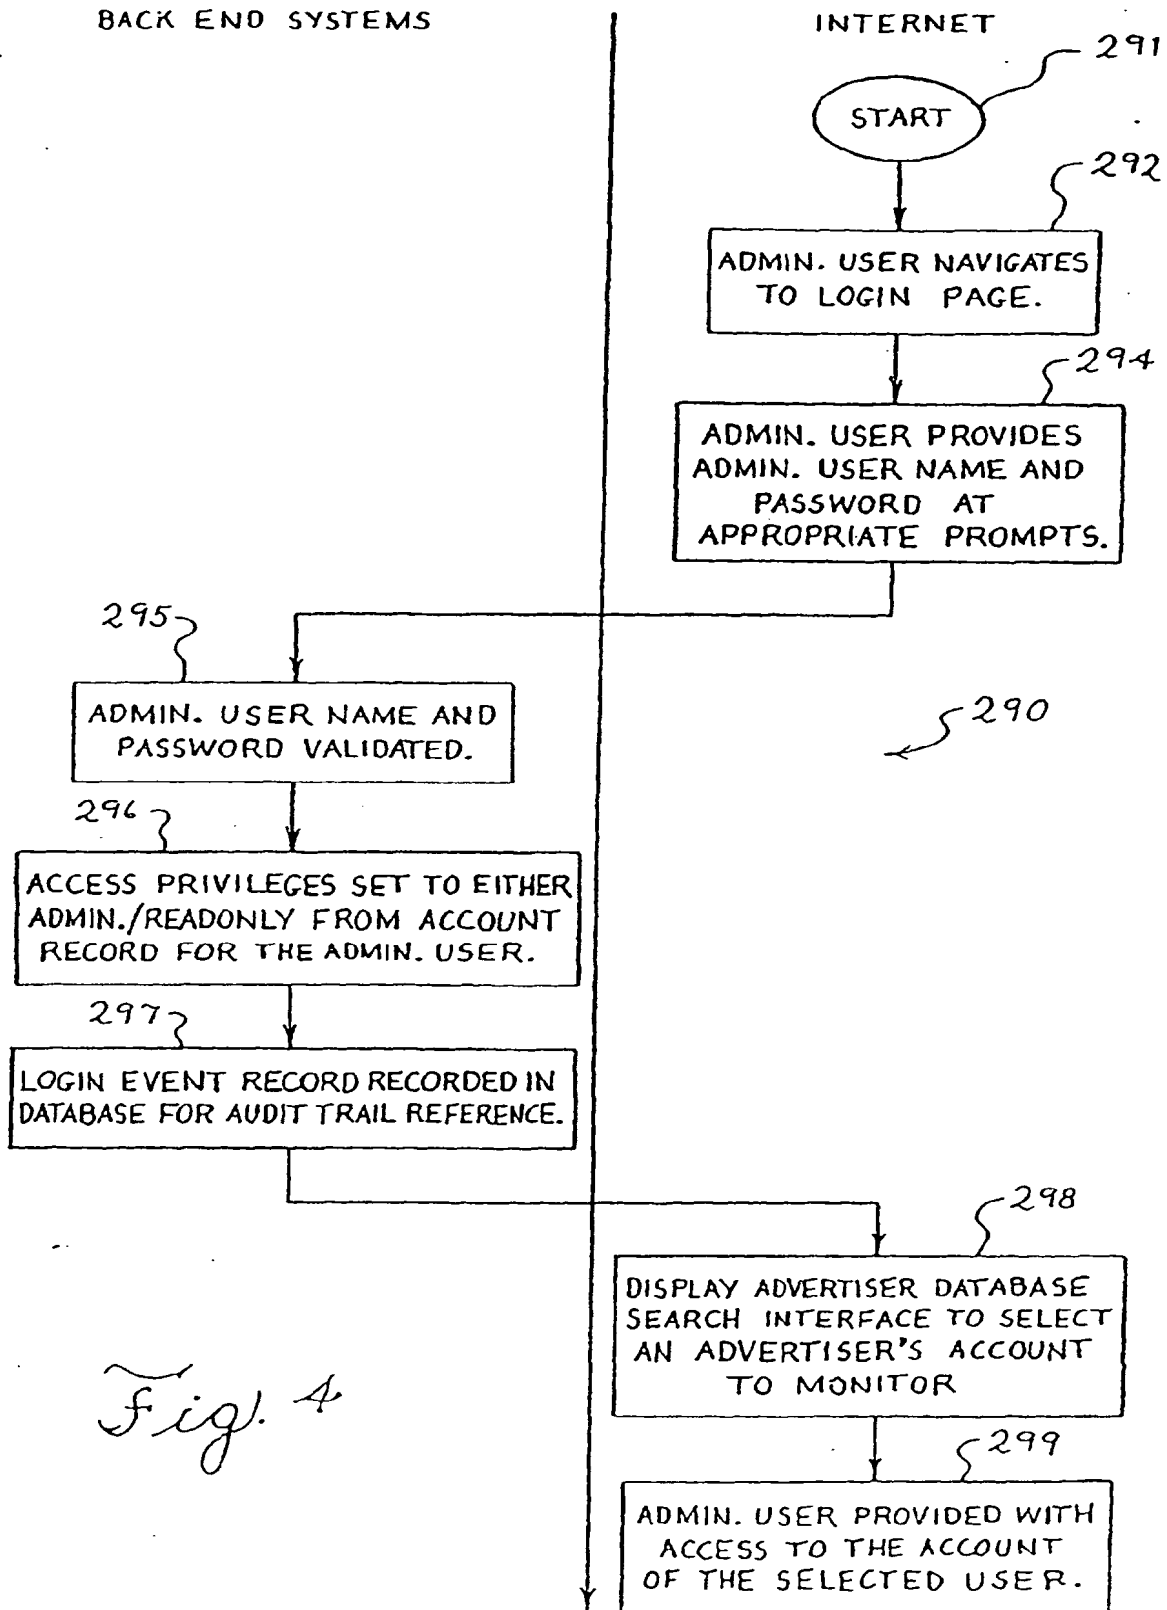 BACK END SYSTEMS
INTERNET
291
START
292
ADMIN. USER NAVIGATES
TO LOGIN PAGE.
294
ADMIN. USER PROVIDES
ADMIN. USER NAME AND
PASSWORD AT
APPROPRIATE PROMPTS.
295
ADMIN. USER NAME AND
PASSWORD VALIDATED.
290
296
ACCESS PRIVILEGES SET TO EITHER
ADMIN./READONLY FROM ACCOUNT
RECORD FOR THE ADMIN. USER.
297
LOGIN EVENT RECORD RECORDED IN
DATABASE FOR AUDIT TRAIL REFERENCE.
298
DISPLAY ADVERTISER DATABASE
SEARCH INTERFACE TO SELECT
AN ADVERTISER'S ACCOUNT
TO MONITOR
Fig. 4
299
ADMIN. USER PROVIDED WITH
ACCESS TO THE ACCOUNT
OF THE SELECTED USER.